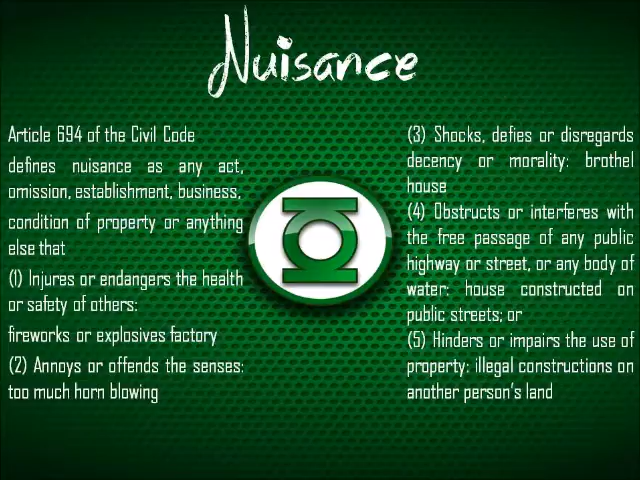 Nuisance
Article 694 of the Civil Code
defines nuisance as any act,
omission, establishment, business,
condition of property or anything
else that
(1) Injures or endangers the health
or safety of others:
fireworks or explosives factory
(2) Annoys or offends the senses:
too much horn blowing
(3) Shocks, defies or disregards
decency or morality: brothel
house
(4) Obstructs or interferes with
the free passage of any public
highway or street, or any body of
water: house constructed on
public streets; or
(5) Hinders or impairs the use of
property: illegal constructions on
another person's land